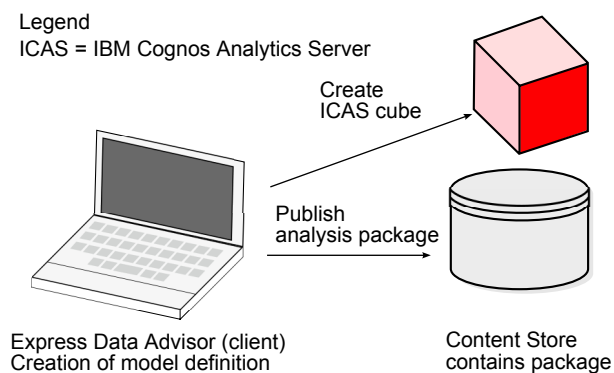 Legend
ICAS = IBM Cognos Analytics Server
Create
ICAS cube
Publish
analysis package
Express Data Advisor (client)
Creation of model definition
Content Store
contains package